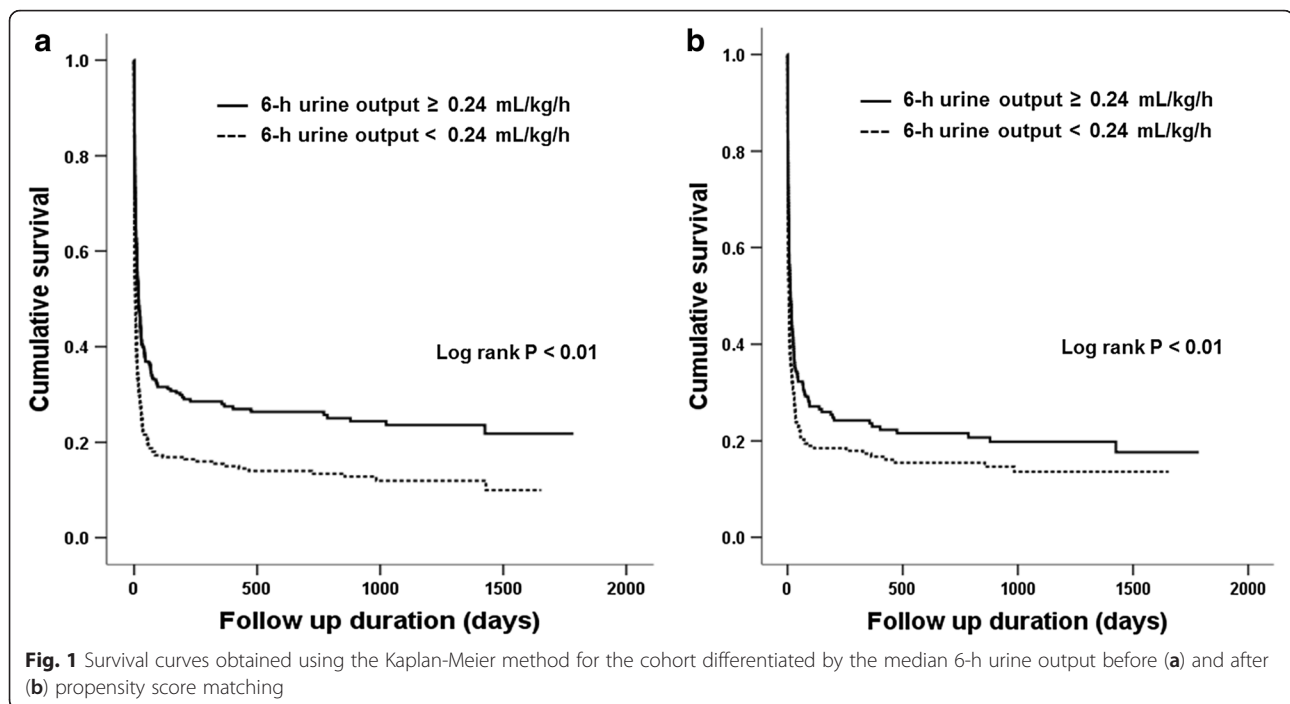 a
1.0
0.8
0.6
0.4
0.2
0.0
Cumulative survival
6-h urine output ≥ 0.24 mL/kg/h
6-h urine output < 0.24 mL/kg/h
Log rank P < 0.01
0 500 1000 1500 2000
Follow up duration (days)
b
1.0
0.8
0.6
0.4
0.2
0.0
Cumulative survival
6-h urine output ≥ 0.24 mL/kg/h
6-h urine output < 0.24 mL/kg/h
Log rank P < 0.01
0 500 1000 1500 2000
Follow up duration (days)
Fig. 1 Survival curves obtained using the Kaplan-Meier method for the cohort differentiated by the median 6-h urine output before (a) and after
(b) propensity score matching